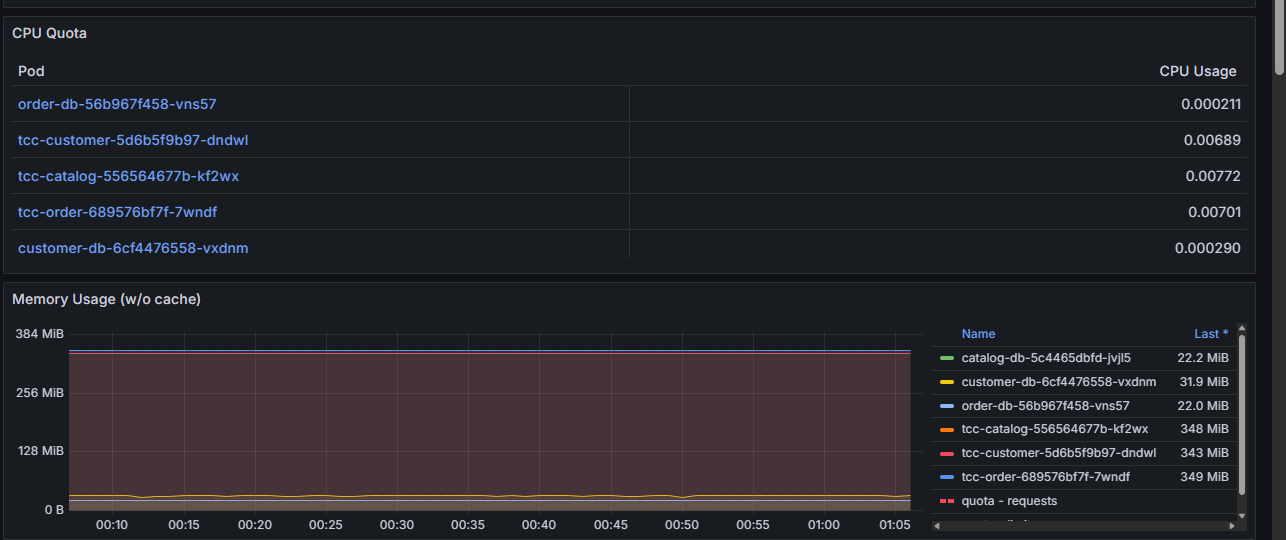 CPU Quota
Pod CPU Usage
order-db-56b967f458-vns57 0.000211
tcc-customer-5d6b5f9b97-dndwl 0.00689
tcc-catalog-556564677b-kf2wx 0.00772
tcc-order-689576bf7f-7wndf 0.00701
customer-db-6cf4476558-vxdnm 0.000290
Memory Usage (w/o cache)
384 MiB
256 MiB
128 MiB
0 B
00:10 00:15 00:20 00:25 00:30 00:35 00:40 00:45 00:50 00:55 01:00 01:05
Name Last *
catalog-db-5c4465dbfd-jvjl5 22.2 MiB
customer-db-6cf4476558-vxdnm 31.9 MiB
order-db-56b967f458-vns57 22.0 MiB
tcc-catalog-556564677b-kf2wx 348 MiB
tcc-customer-5d6b5f9b97-dndwl 343 MiB
tcc-order-689576bf7f-7wndf 349 MiB
quota - requests